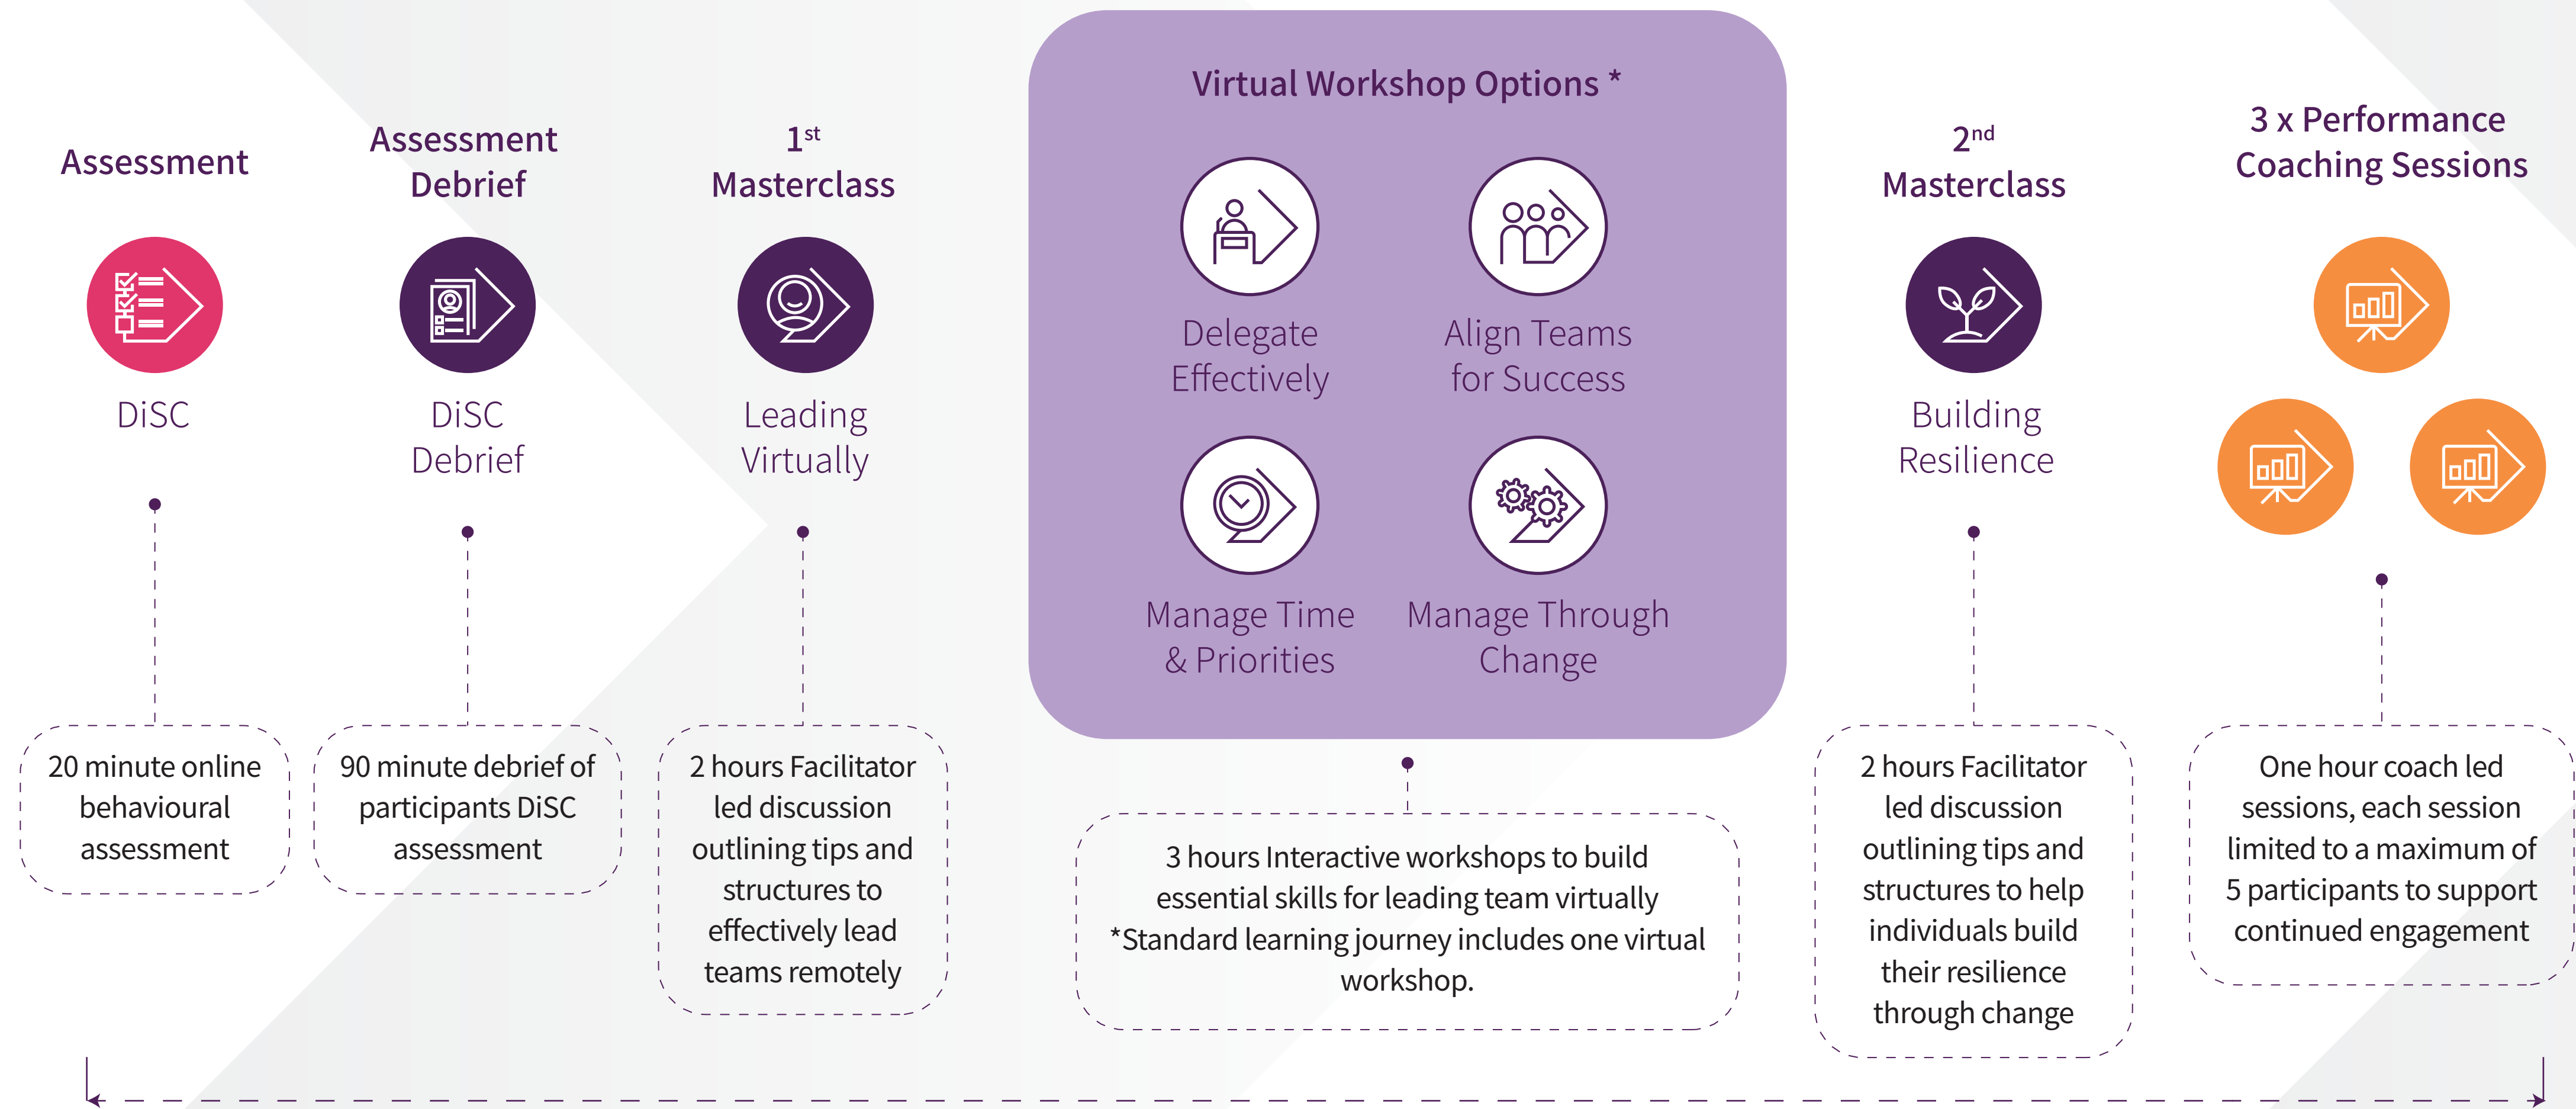 Assessment
DiSC
20 minute online
behavioural
assessment
Assessment
Debrief
DiSC
Debrief
90 minute debrief of
participants DiSC
assessment
1st
Masterclass
Leading
Virtually
2 hours Facilitator
led discussion
outlining tips and
structures to
effectively lead
teams remotely
Virtual Workshop Options *
Delegate
Effectively
Align Teams
for Success
Manage Time
& Priorities
Manage Through
Change
3 hours Interactive workshops to build
essential skills for leading team virtually
*Standard learning journey includes one virtual
workshop.
2nd
Masterclass
Building
Resilience
2 hours Facilitator
led discussion
outlining tips and
structures to help
individuals build
their resilience
through change
3 x Performance
Coaching Sessions
One hour coach led
sessions, each session
limited to a maximum of
5 participants to support
continued engagement